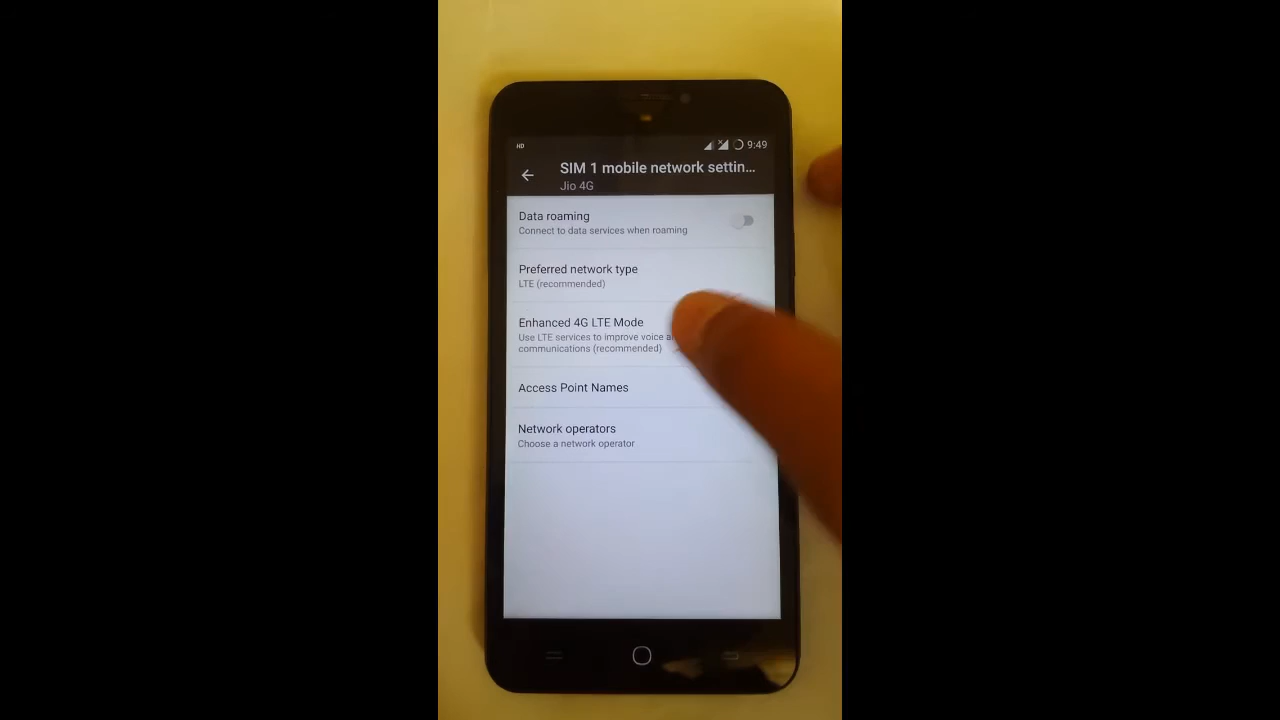 HD 9:49
SIM 1 mobile network settin...
Jio 4G
Data roaming
Connect to data services when roaming
Preferred network type
LTE (recommended)
Enhanced 4G LTE Mode
Use LTE services to improve voice
communications (recommended)
Access Point Names
Network operators
Choose a network operator